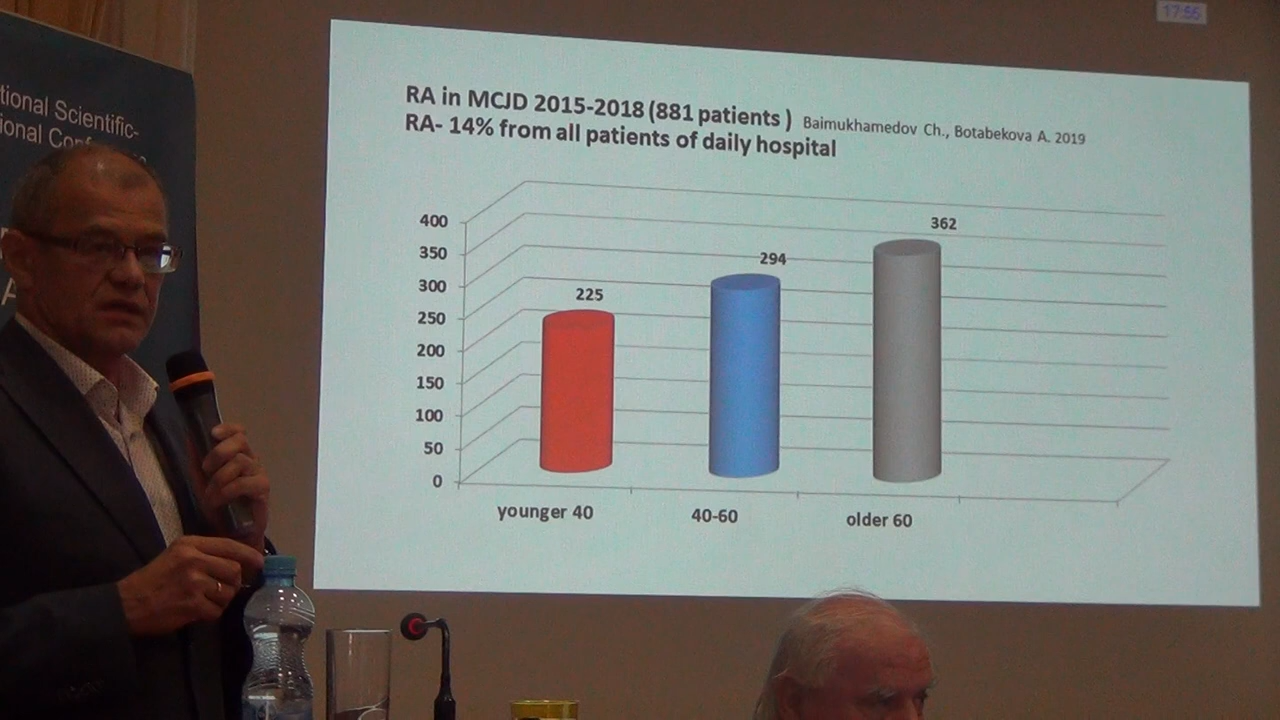 17:56
tional Scientific-
ional
RA in MCJD 2015-2018 (881 patients ) Baimukhamedov Ch., Botabekova A. 2019
RA- 14% from all patients of daily hospital
400
350
300
250
200
150
100
50
0
225
294
362
younger 40
40-60
older 60